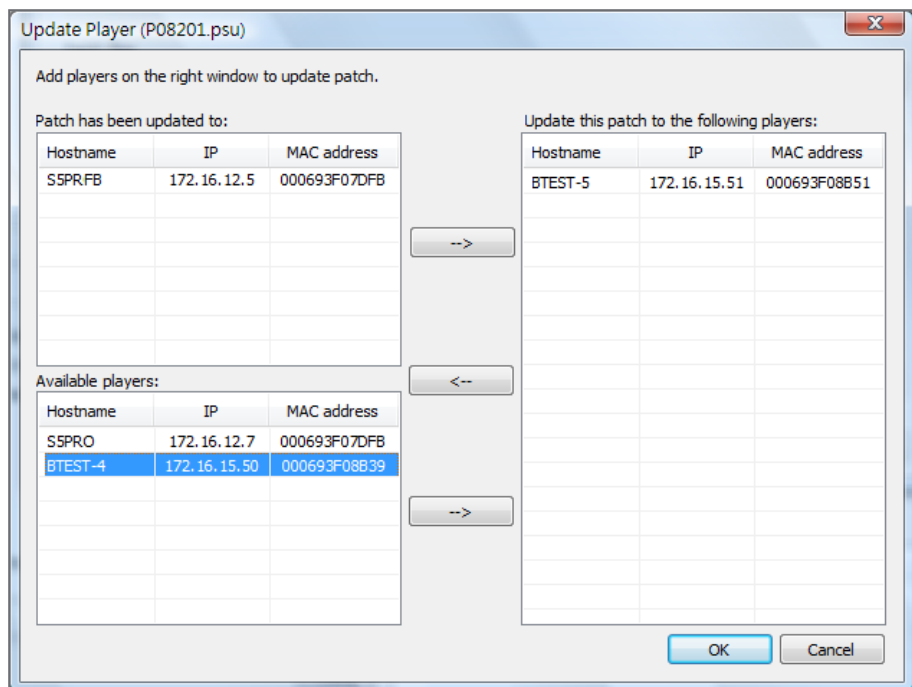 Update Player (P08201.psu)
X
Add players on the right window to update patch.
Patch has been updated to:
Hostname IP MAC address
S5PRFB 172.16.12.5 000693F07DFB
-->
Available players:
Hostname IP MAC address
S5PRO 172.16.12.7 000693F07DFB
BTEST-4 172.16.15.50 000693F08B39
<--
-->
Update this patch to the following players:
Hostname IP MAC address
BTEST-5 172.16.15.51 000693F08B51
OK Cancel